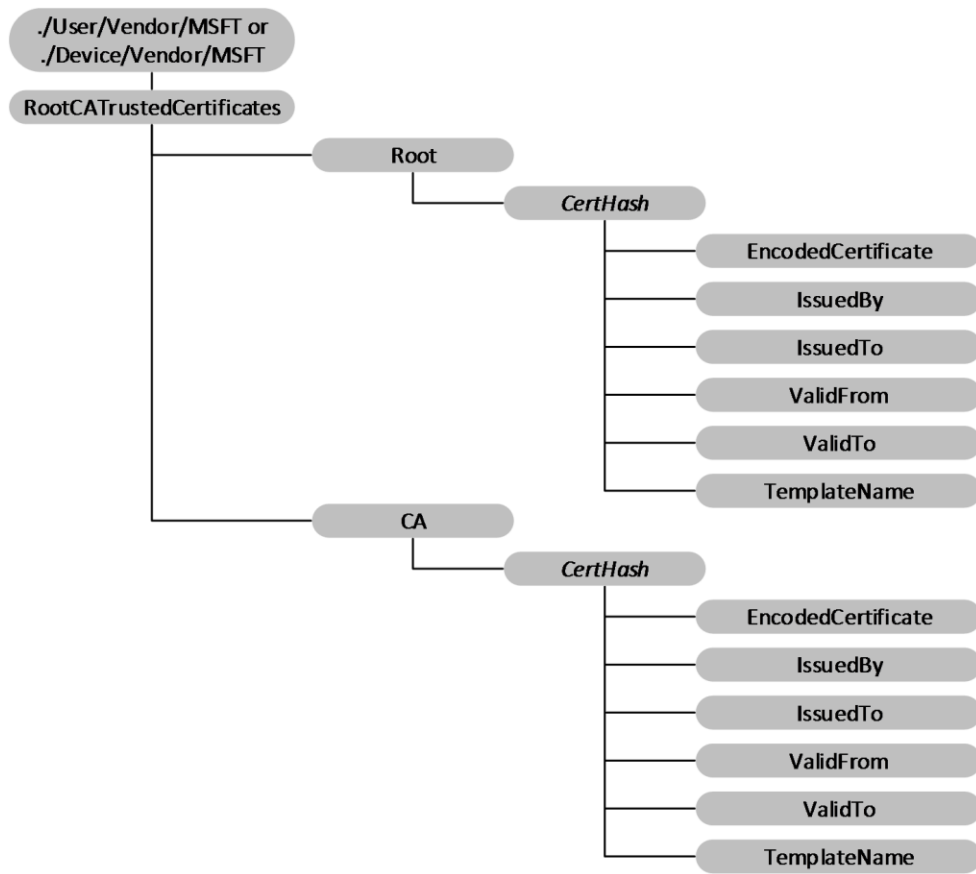 ./User/Vendor/MSFT or
./Device/Vendor/MSFT
RootCATrustedCertificates
Root
CertHash
EncodedCertificate
IssuedBy
IssuedTo
ValidFrom
ValidTo
TemplateName
CA
CertHash
EncodedCertificate
IssuedBy
IssuedTo
ValidFrom
ValidTo
TemplateName